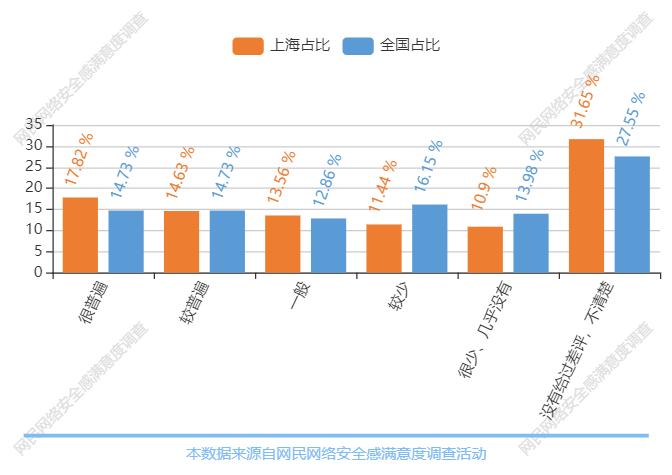 网民网络安全感满意度调查
网民网络安全感满意度调查
上海占比 全国占比
35
30
25
20
15
10
5
0
17.82 %
14.73 %
14.63 %
14.73 %
13.56 %
12.86 %
11.44 %
16.15 %
10.9 %
13.98 %
31.65 %
27.55 %
很普遍
较普遍
一般
较少
很少、几乎没有
没有给过差评，不清楚
网民网络安全感满意度调查
网民网络安全感满意度调查
本数据来源自网民网络安全感满意度调查活动